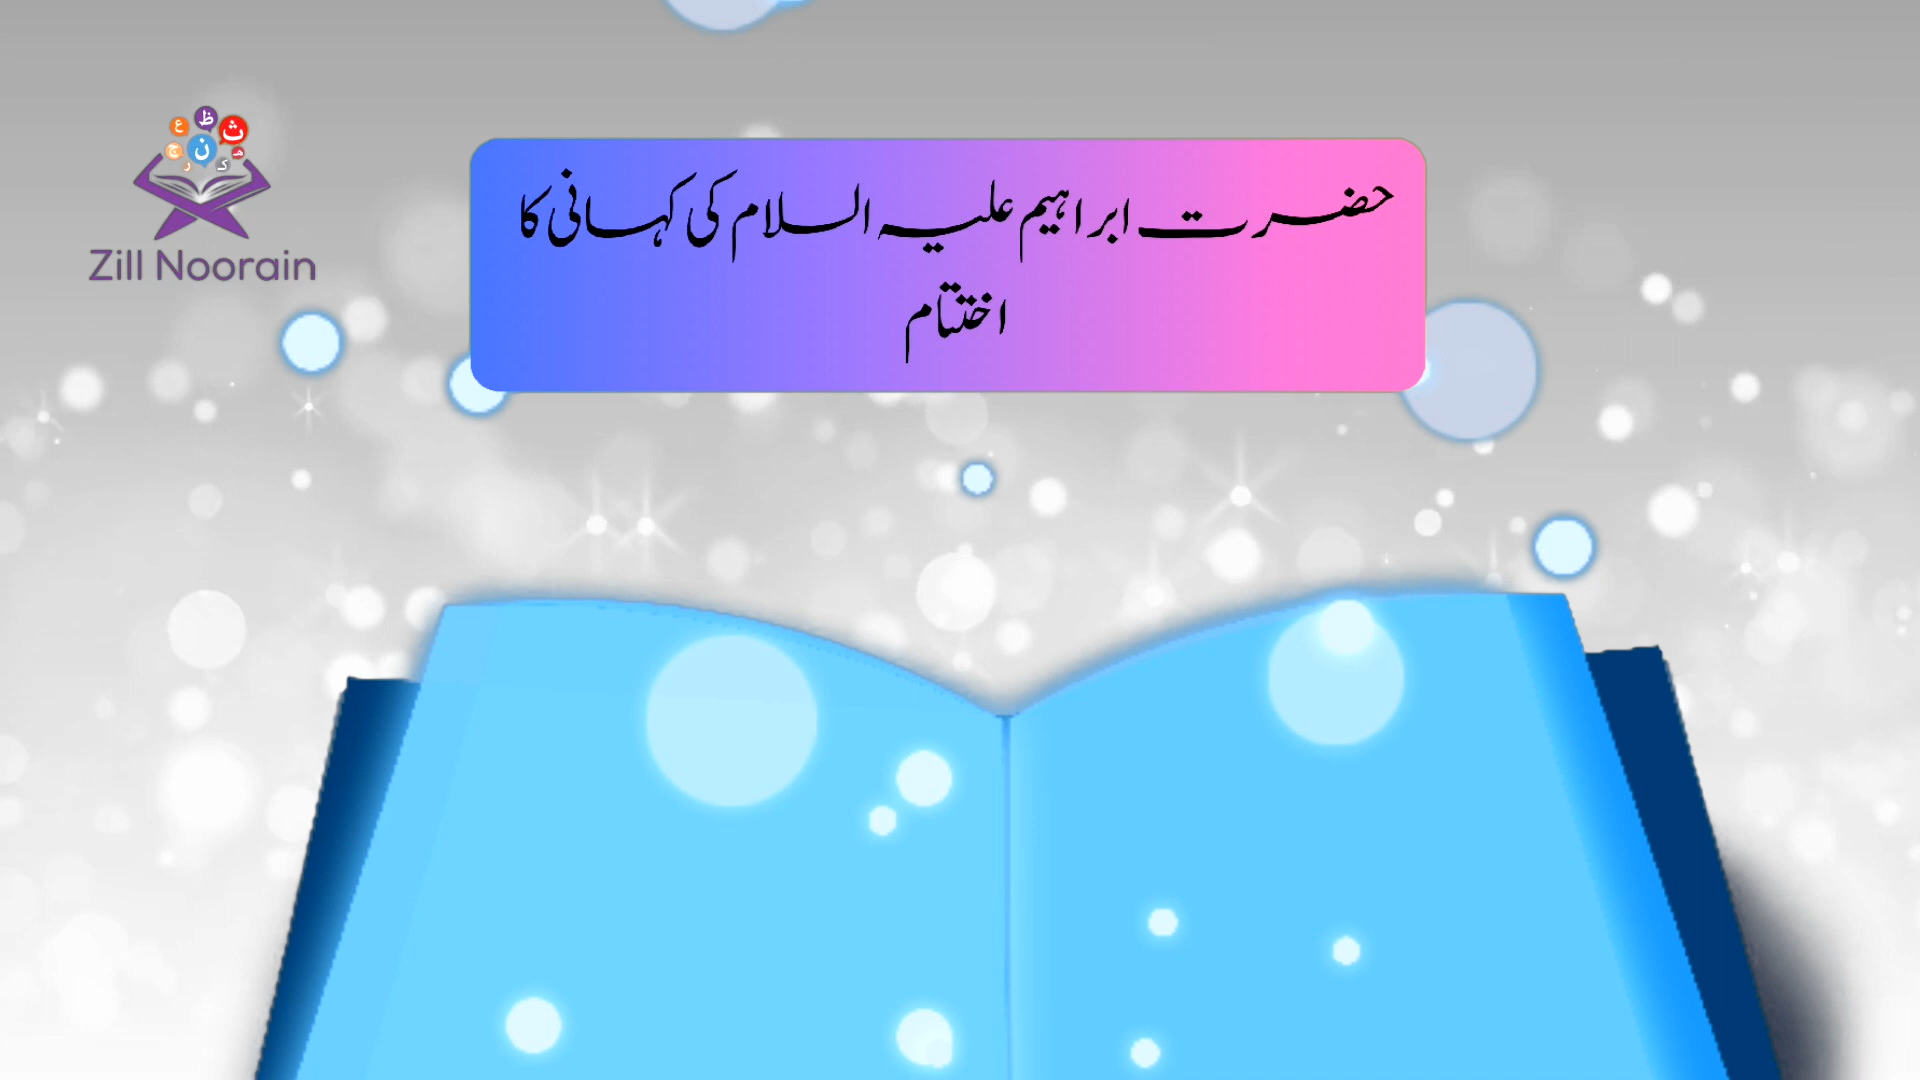 ع ظ ث
ج ن ھ
ر ک
Zill Noorain
حضرت ابراہیم علیہ السلام کی کہانی کا
اختتام